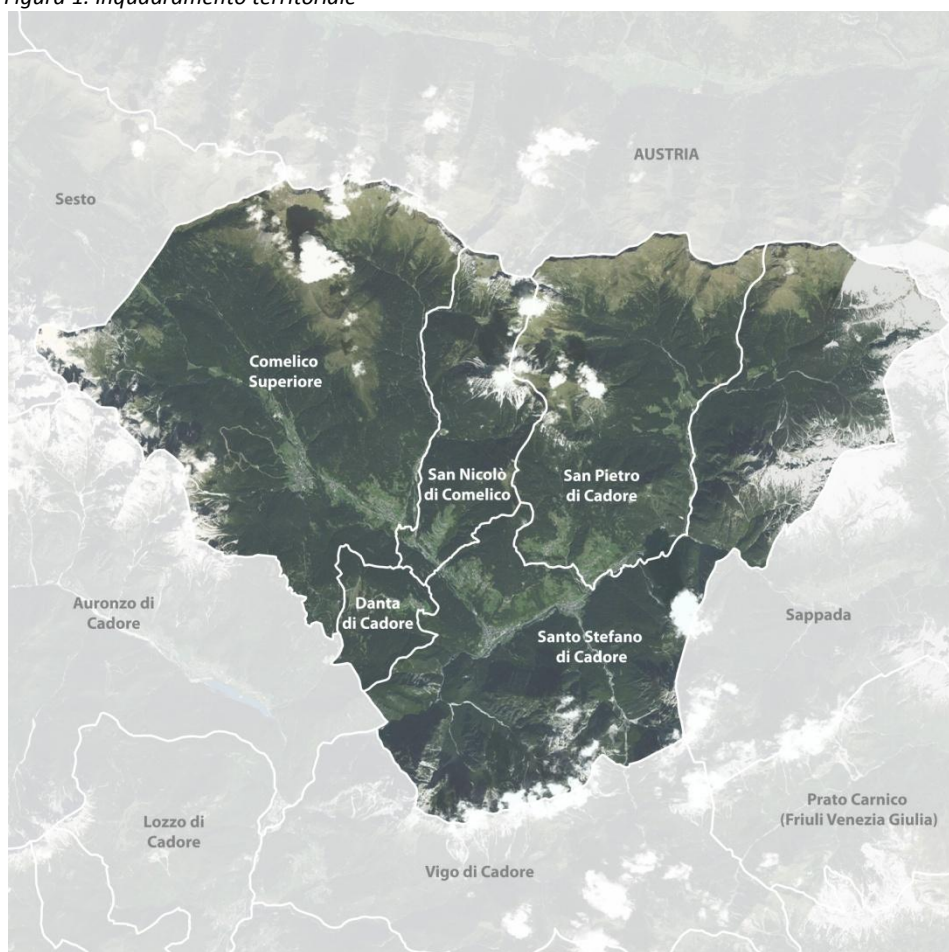 Figura 1: Inquadramento territoriale
AUSTRIA
Sesto
Comelico
Superiore
San Nicolò
di Comelico
San Pietro
di Cadore
Auronzo di
Cadore
Danta
di Cadore
Santo Stefano
di Cadore
Sappada
Lozzo di
Cadore
Prato Carnico
(Friuli Venezia Giulia)
Vigo di Cadore